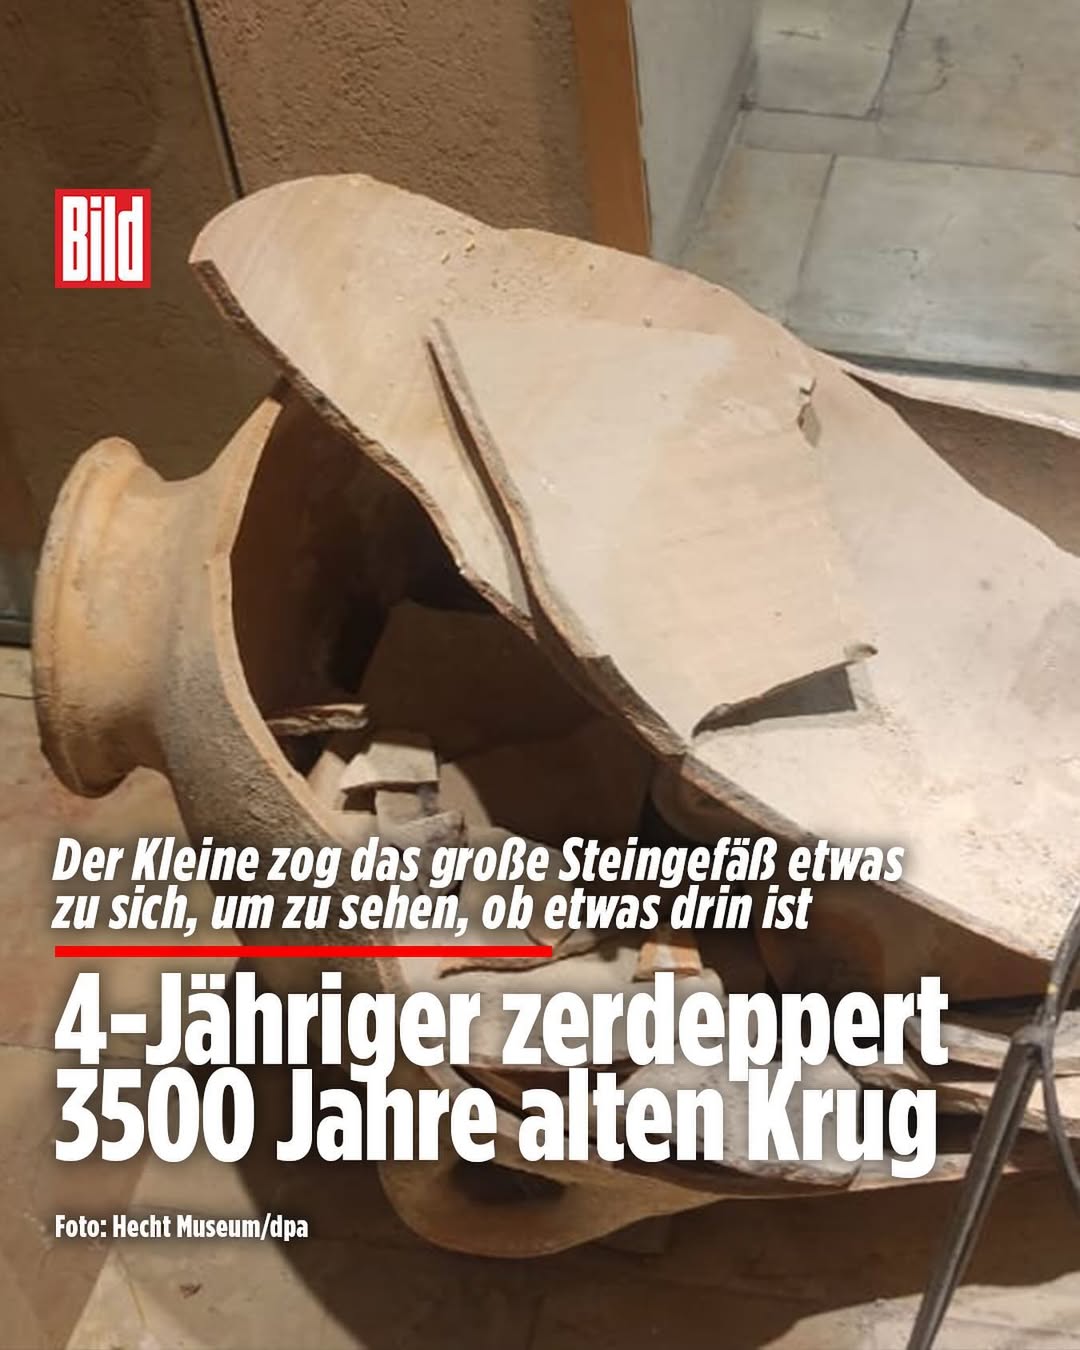 Bild
Der Kleine zog das große Steingefäß etwas
zu sich, um zu sehen, ob etwas drin ist
4-Jähriger zerdeppert
3500 Jahre alten Krug
Foto: Hecht Museum/dpa